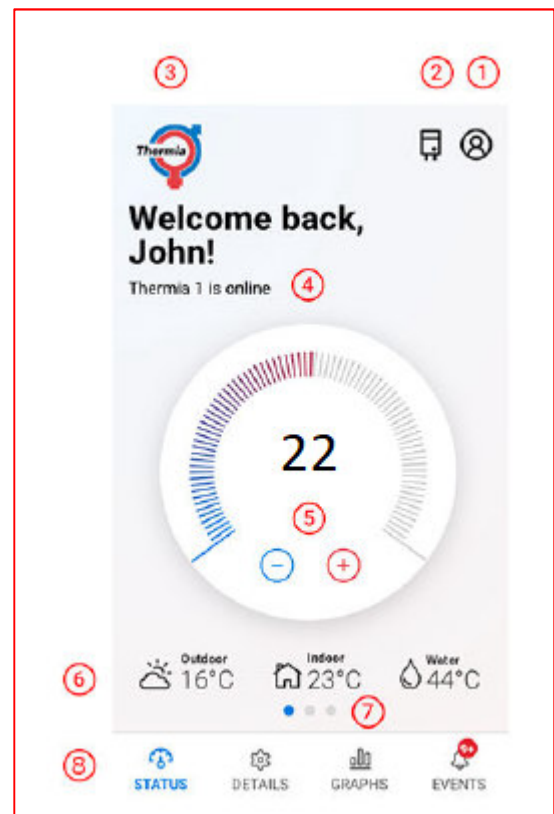 3
2
1
Thermia
Welcome back,
John!
Thermia 1 is online
4
22
5
− +
Outdoor
16°C
Indoor
23°C
Water
44°C
6
7
8
STATUS
DETAILS
GRAPHS
EVENTS
9+